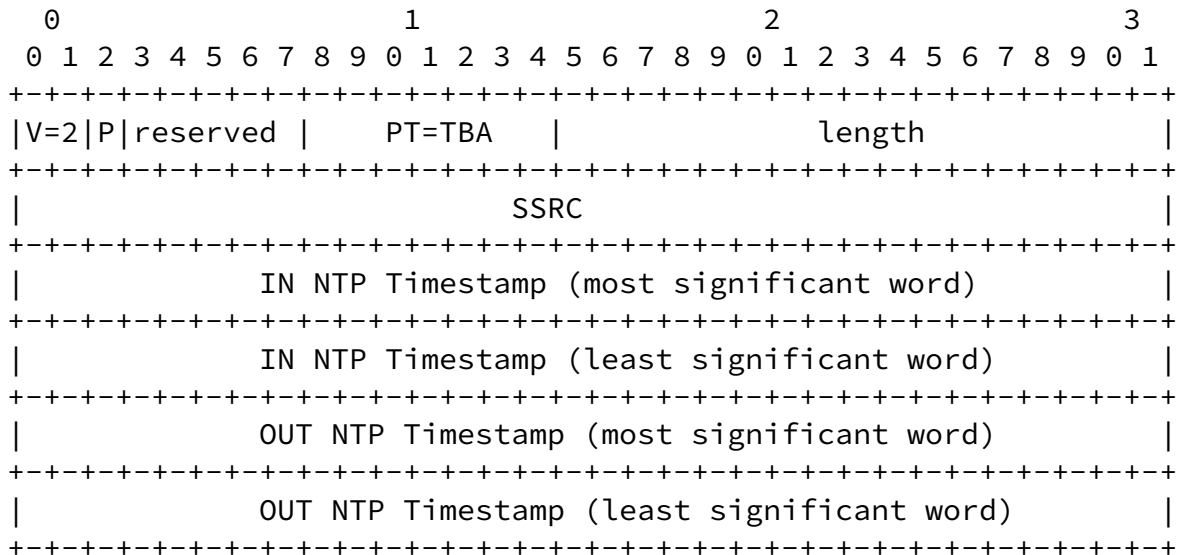 0                   1                   2                   3
 0 1 2 3 4 5 6 7 8 9 0 1 2 3 4 5 6 7 8 9 0 1 2 3 4 5 6 7 8 9 0 1
+-+-+-+-+-+-+-+-+-+-+-+-+-+-+-+-+-+-+-+-+-+-+-+-+-+-+-+-+-+-+-+-+
|V=2|P|reserved |    PT=TBA   |              length             |
+-+-+-+-+-+-+-+-+-+-+-+-+-+-+-+-+-+-+-+-+-+-+-+-+-+-+-+-+-+-+-+-+
|                           SSRC                                |
+-+-+-+-+-+-+-+-+-+-+-+-+-+-+-+-+-+-+-+-+-+-+-+-+-+-+-+-+-+-+-+-+
|             IN NTP Timestamp (most significant word)          |
+-+-+-+-+-+-+-+-+-+-+-+-+-+-+-+-+-+-+-+-+-+-+-+-+-+-+-+-+-+-+-+-+
|             IN NTP Timestamp (least significant word)         |
+-+-+-+-+-+-+-+-+-+-+-+-+-+-+-+-+-+-+-+-+-+-+-+-+-+-+-+-+-+-+-+-+
|             OUT NTP Timestamp (most significant word)         |
+-+-+-+-+-+-+-+-+-+-+-+-+-+-+-+-+-+-+-+-+-+-+-+-+-+-+-+-+-+-+-+-+
|             OUT NTP Timestamp (least significant word)        |
+-+-+-+-+-+-+-+-+-+-+-+-+-+-+-+-+-+-+-+-+-+-+-+-+-+-+-+-+-+-+-+-+